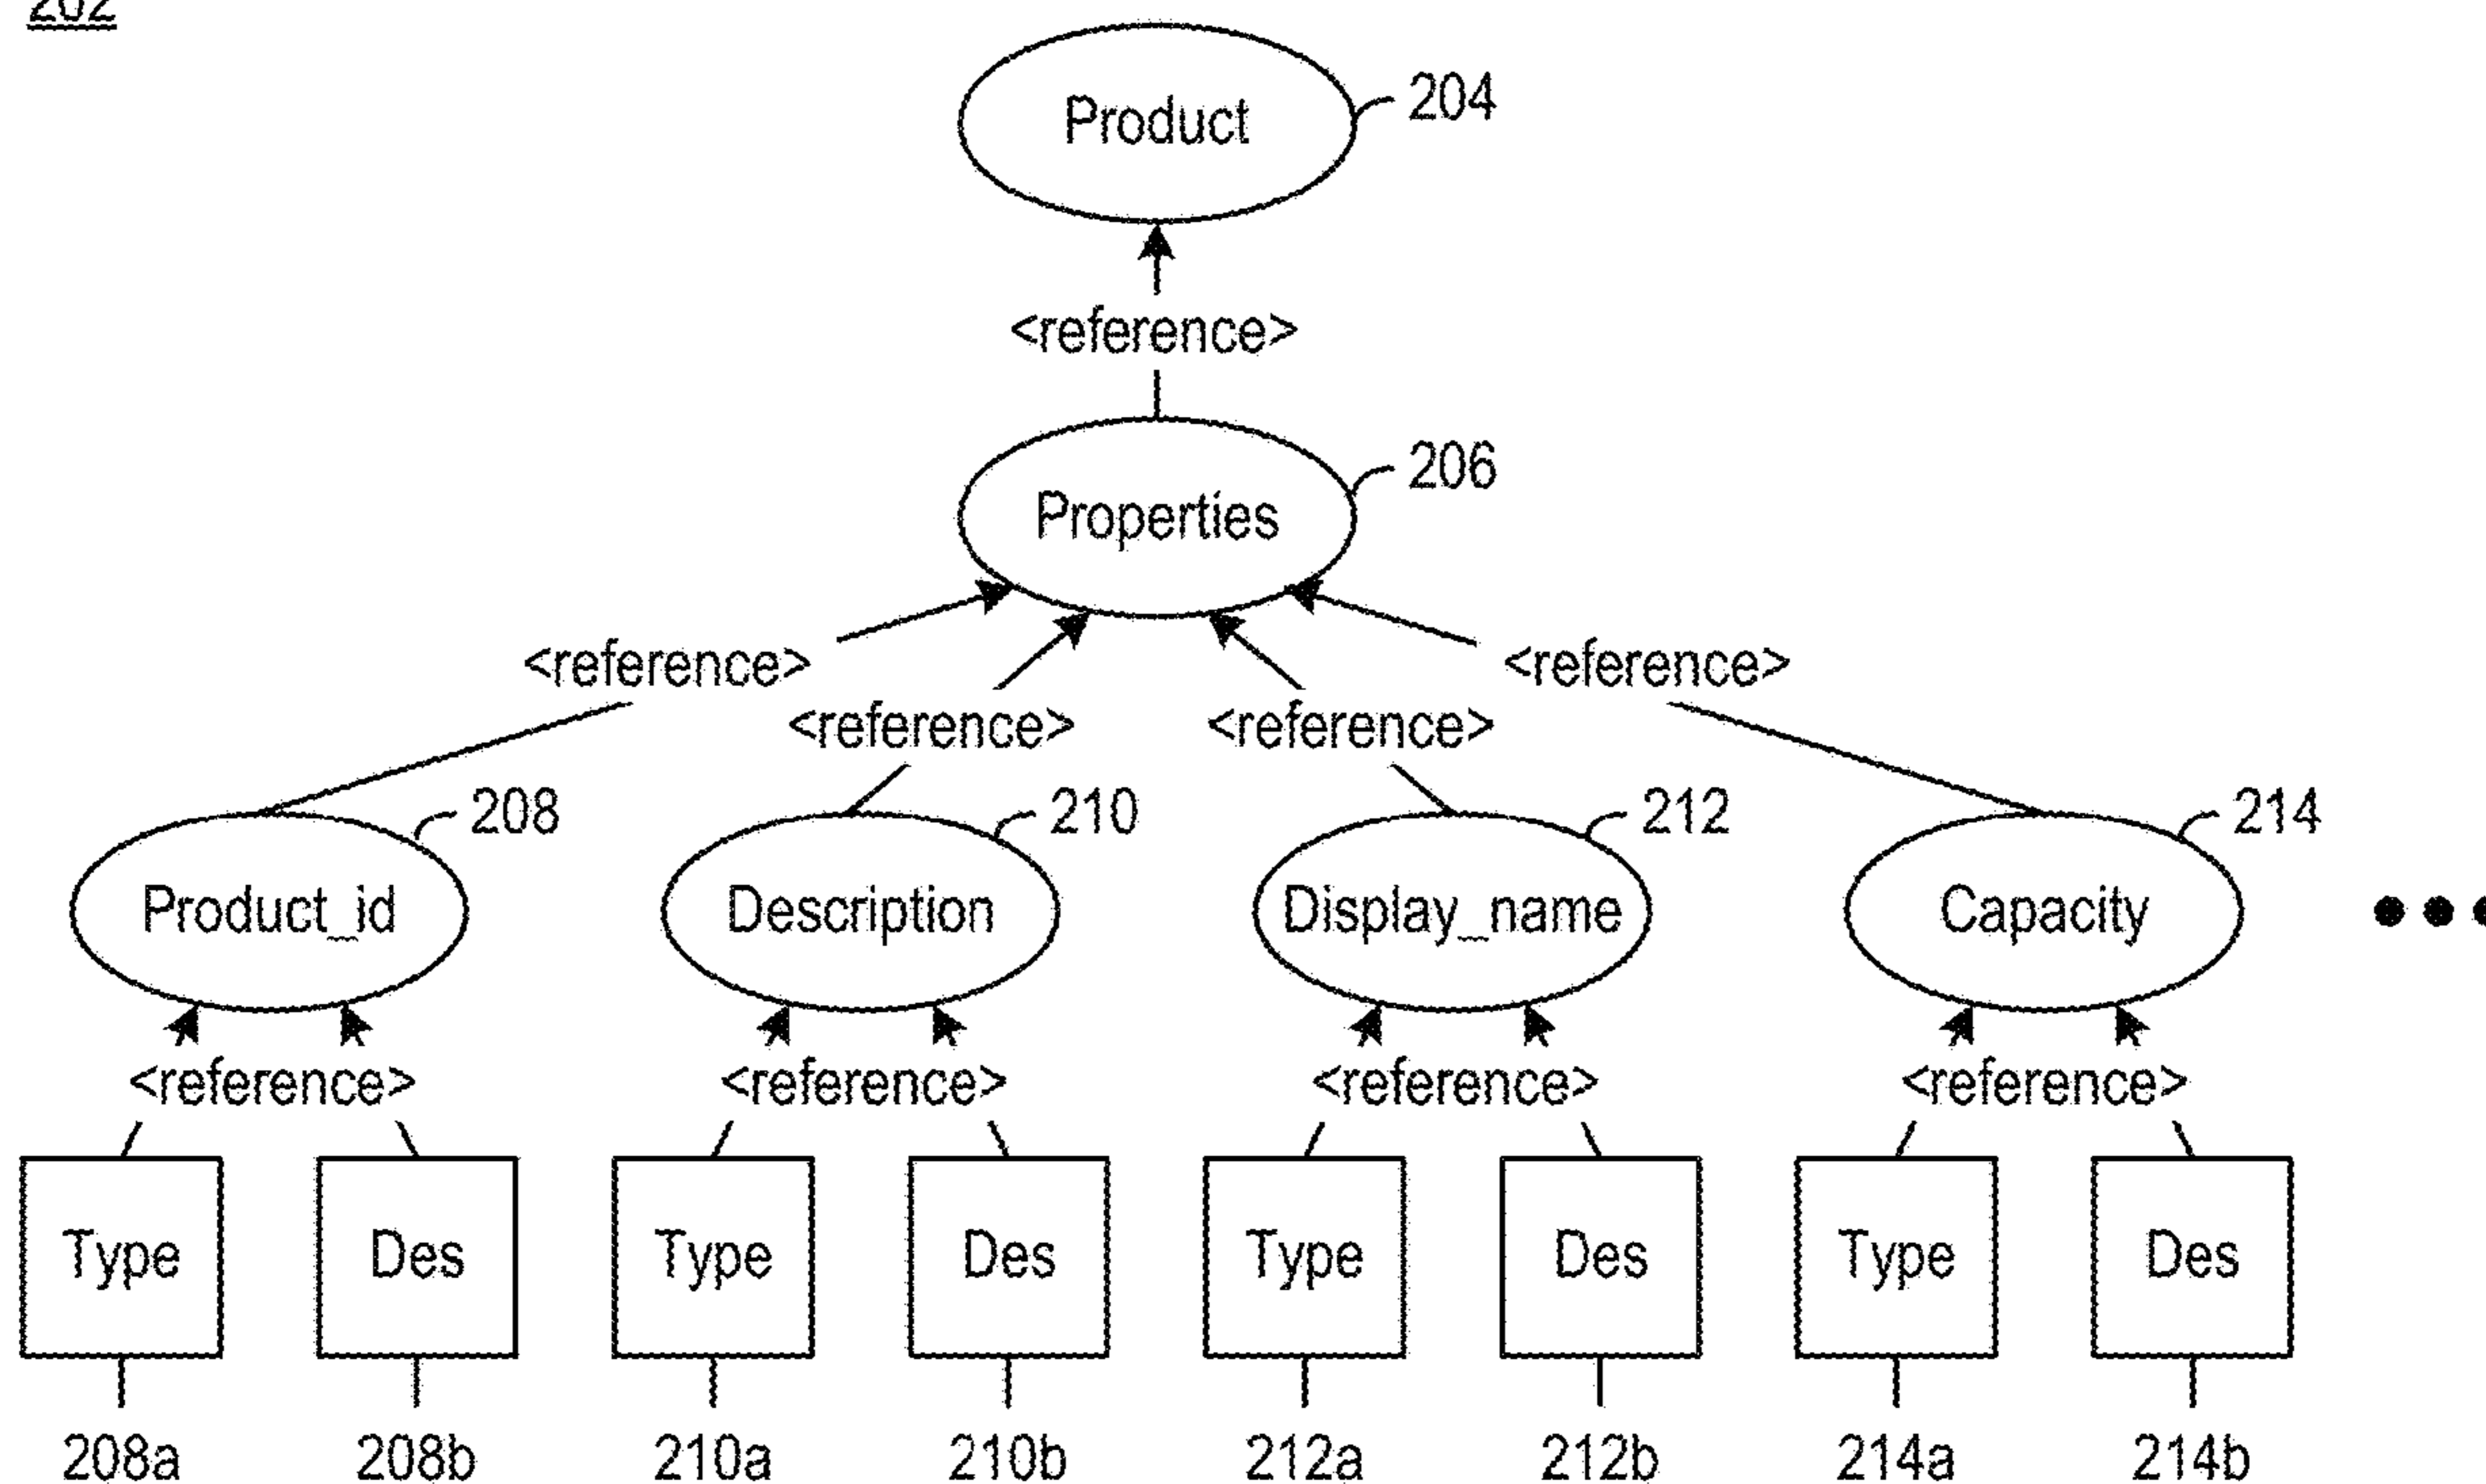 202
Product
204
<reference>
Properties
206
<reference>
<reference>
<reference>
<reference>
208
210
212
214
Product_id
Description
Display_name
Capacity
<reference>
<reference>
<reference>
<reference>
Type
Des
Type
Des
Type
Des
Type
Des
208a
208b
210a
210b
212a
212b
214a
214b